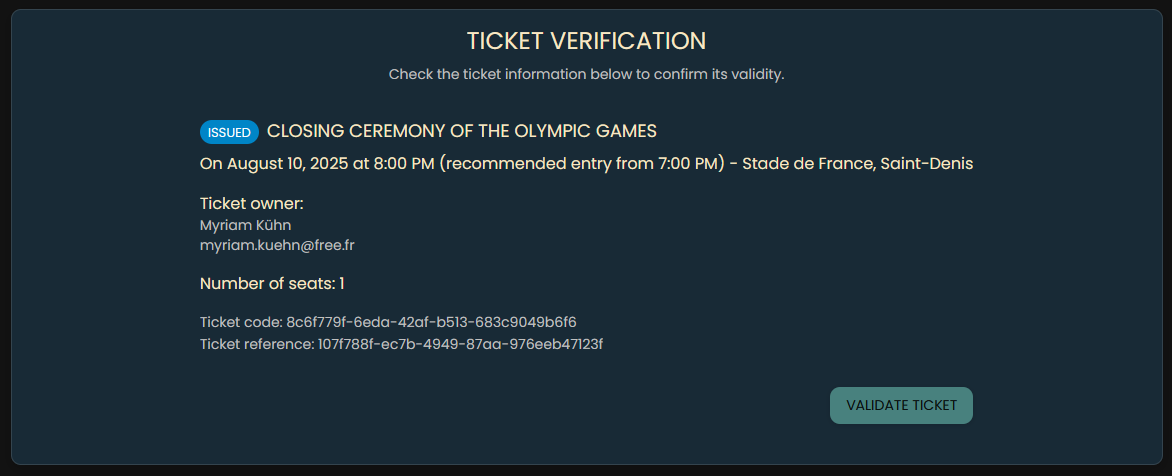 TICKET VERIFICATION
Check the ticket information below to confirm its validity.
ISSUED CLOSING CEREMONY OF THE OLYMPIC GAMES
On August 10, 2025 at 8:00 PM (recommended entry from 7:00 PM) - Stade de France, Saint-Denis
Ticket owner:
Myriam Kühn
myriam.kuehn@free.fr
Number of seats: 1
Ticket code: 8c6f779f-6eda-42af-b513-683c9049b6f6
Ticket reference: 107f788f-ec7b-4949-87aa-976eeb47123f
VALIDATE TICKET